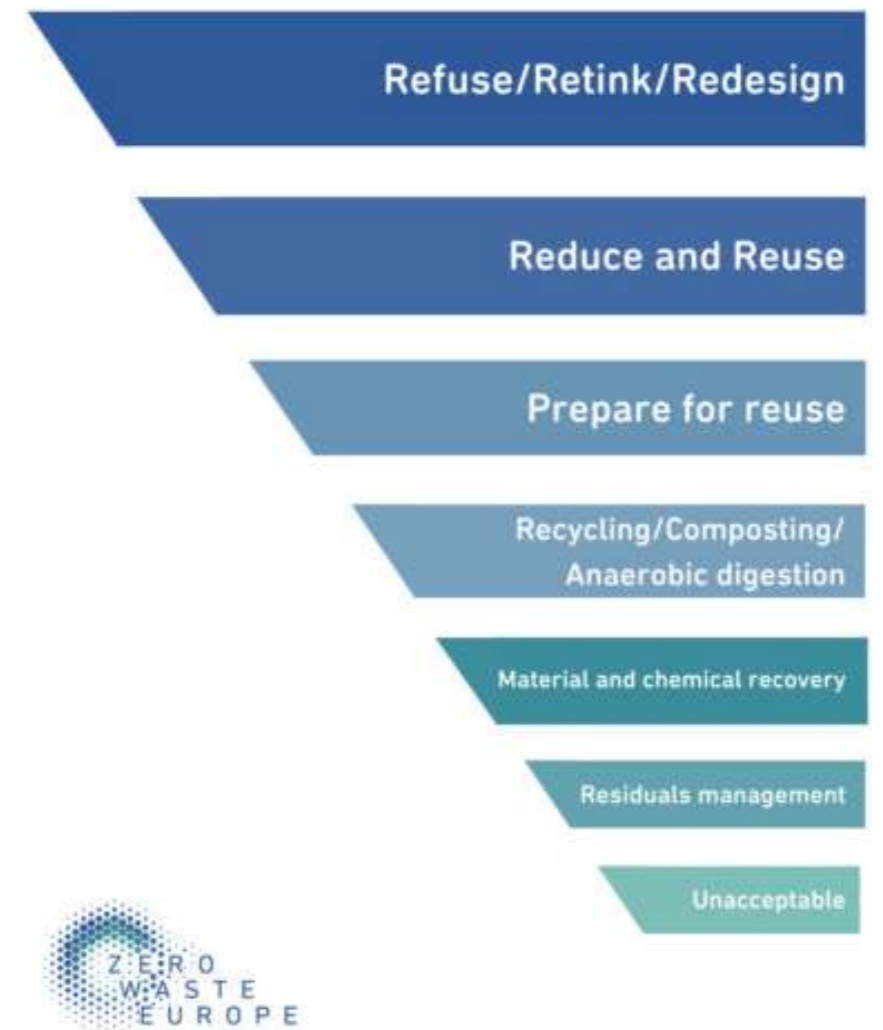 Refuse/Retink/Redesign
Reduce and Reuse
Prepare for reuse
Recycling/Composting/
Anaerobic digestion
Material and chemical recovery
Residuals management
Unacceptable
ZERO
WASTE
EUROPE